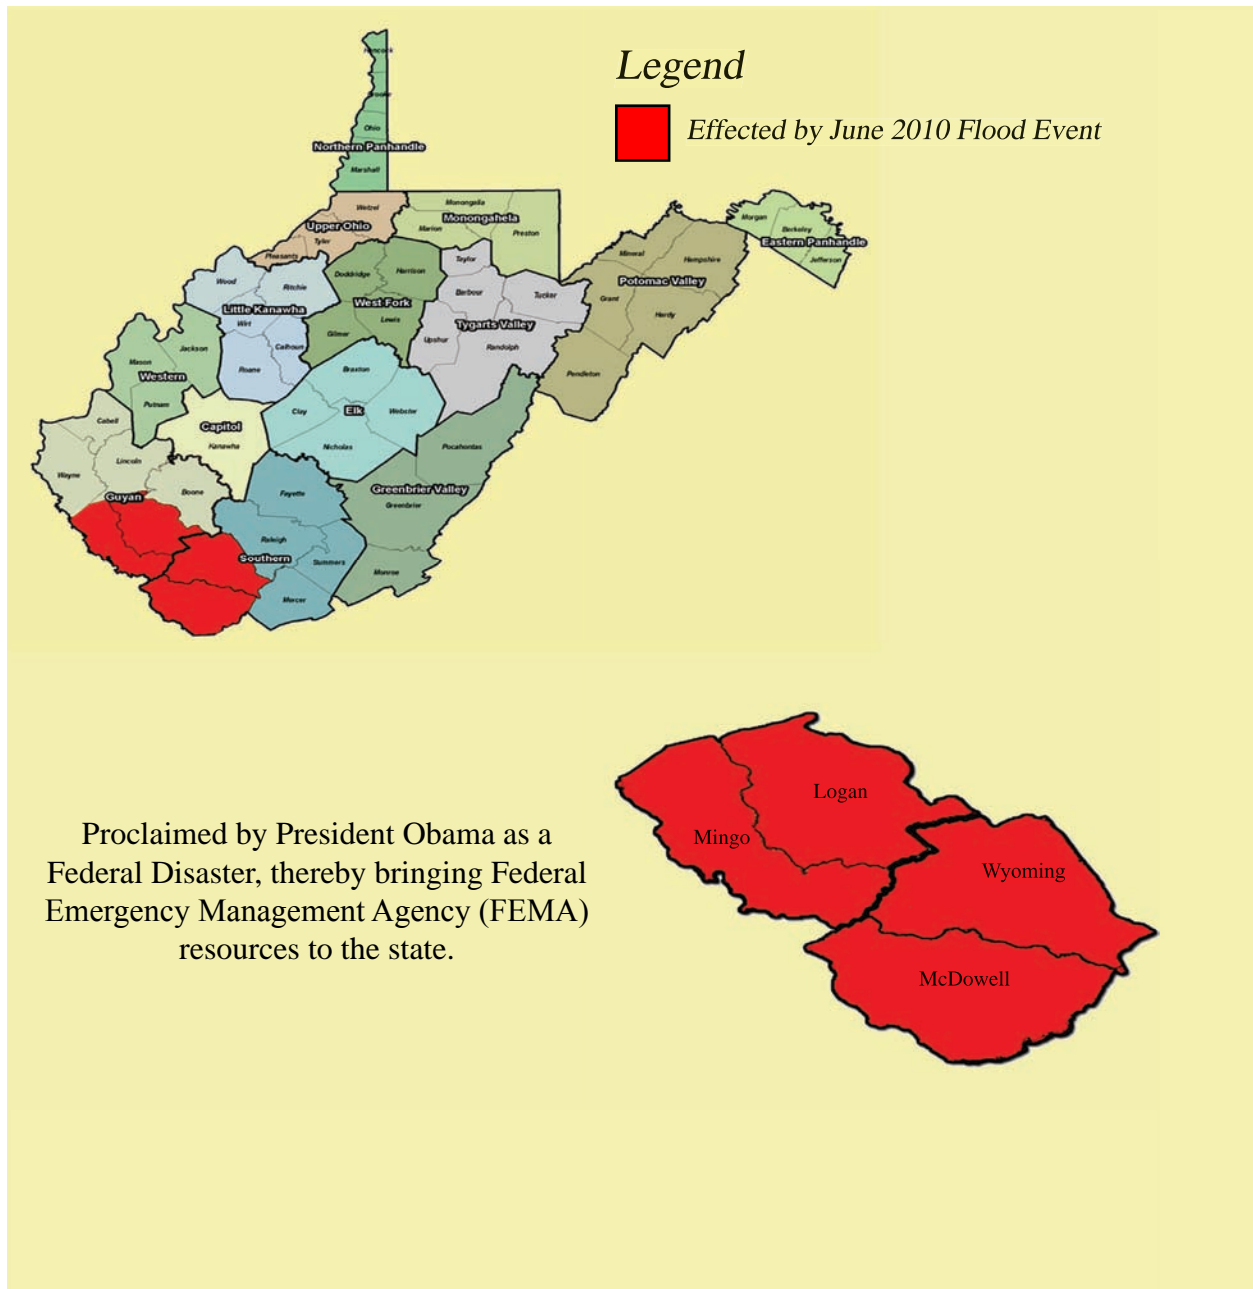 Legend
Effected by June 2010 Flood Event
Hancock
Brooke
Ohio
Northern Panhandle
Marshall
Wetzel
Upper Ohio
Tyler
Pleasants
Monongalia
Monongahela
Marion
Preston
Morgan
Berkeley
Eastern Panhandle
Jefferson
Mineral
Hampshire
Potomac Valley
Grant
Hardy
Pendleton
Taylor
Barbour
Tucker
Tygarts Valley
Upshur
Randolph
Doddridge
Harrison
West Fork
Lewis
Gilmer
Wood
Ritchie
Little Kanawha
Wirt
Calhoun
Roane
Jackson
Mason
Western
Putnam
Braxton
Clay
Elk
Webster
Nicholas
Capitol
Kanawha
Cabell
Lincoln
Wayne
Boone
Guyan
Pocahontas
Greenbrier Valley
Greenbrier
Monroe
Fayette
Raleigh
Southern
Summers
Mercer
Logan
Mingo
Wyoming
McDowell
Proclaimed by President Obama as a
Federal Disaster, thereby bringing Federal
Emergency Management Agency (FEMA)
resources to the state.